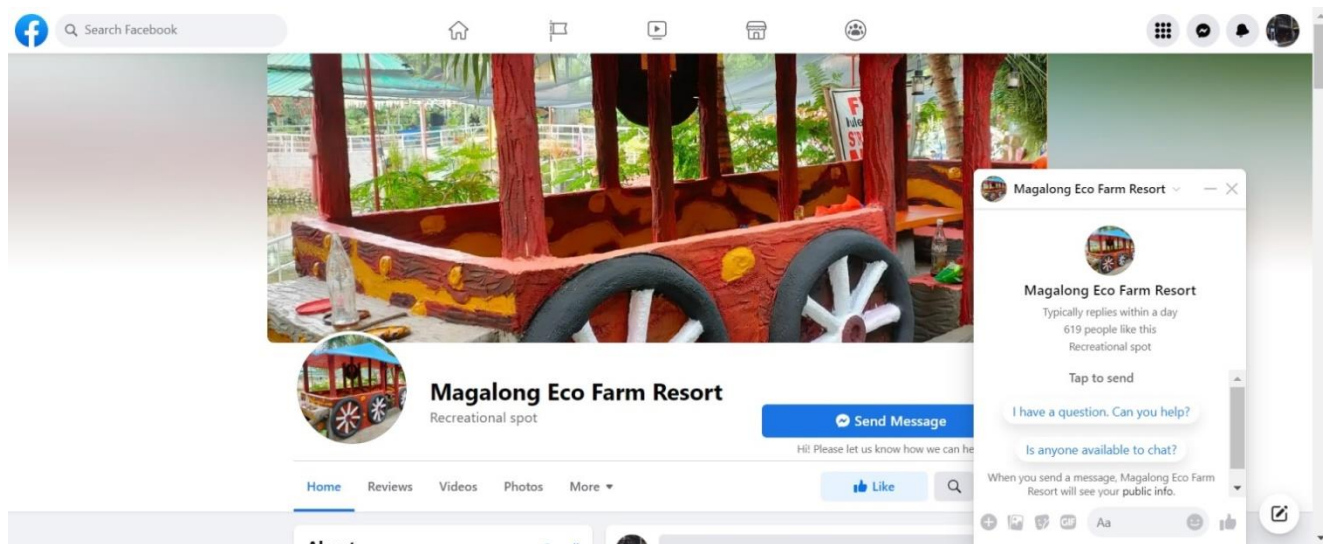 Search Facebook
Magalong Eco Farm Resort
Recreational spot
Send Message
Hi! Please let us know how we can he
Home Reviews Videos Photos More
Like
Magalong Eco Farm Resort
Magalong Eco Farm Resort
Typically replies within a day
619 people like this
Recreational spot
Tap to send
I have a question. Can you help?
Is anyone available to chat?
When you send a message, Magalong Eco Farm
Resort will see your public info.
GIF Aa